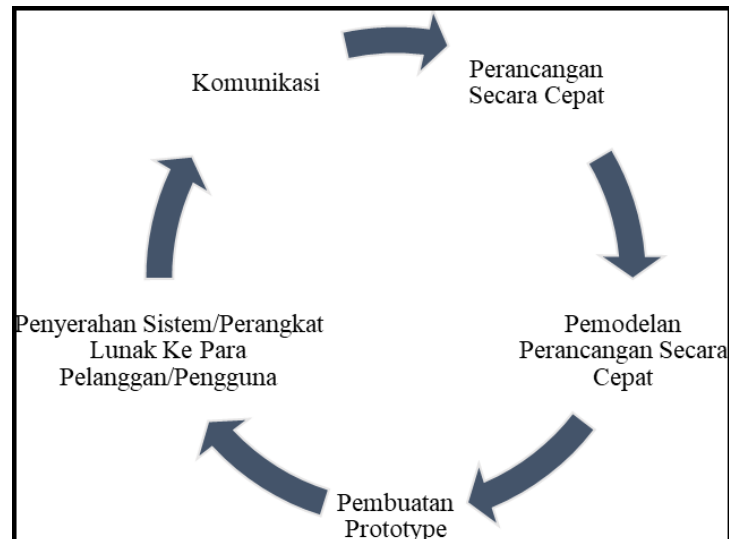 Komunikasi
Perancangan
Secara Cepat
Pemodelan
Perancangan Secara
Cepat
Pembuatan
Prototype
Penyerahan Sistem/Perangkat
Lunak Ke Para
Pelanggan/Pengguna